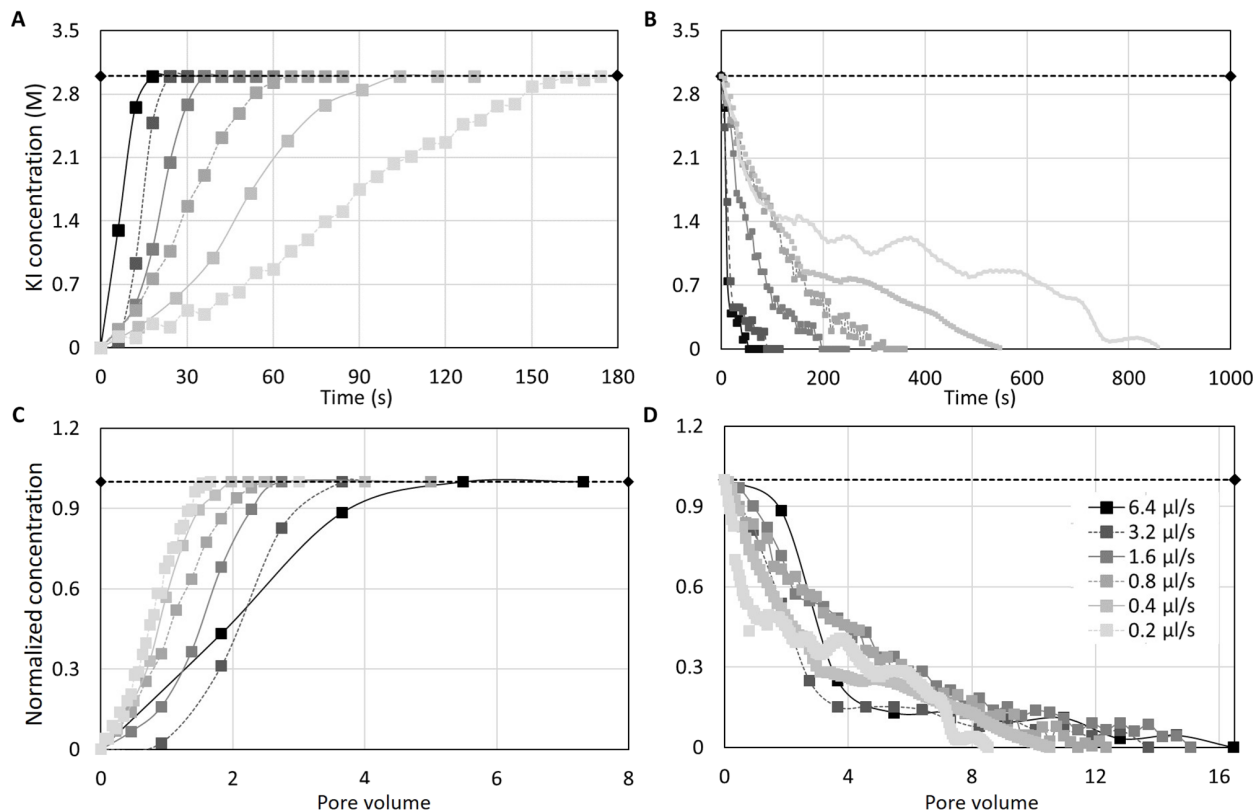 A
B
3.5
2.8
2.1
1.4
0.7
0
KI concentration (M)
0 30 60 90 120 150 180
Time (s)
3.5
2.8
2.1
1.4
0.7
0
0 200 400 600 800 1000
Time (s)
C
D
1.2
0.9
0.6
0.3
0
Normalized concentration
0 2 4 6 8
Pore volume
1.2
0.9
0.6
0.3
0
6.4 µl/s
3.2 µl/s
1.6 µl/s
0.8 µl/s
0.4 µl/s
0.2 µl/s
0 4 8 12 16
Pore volume